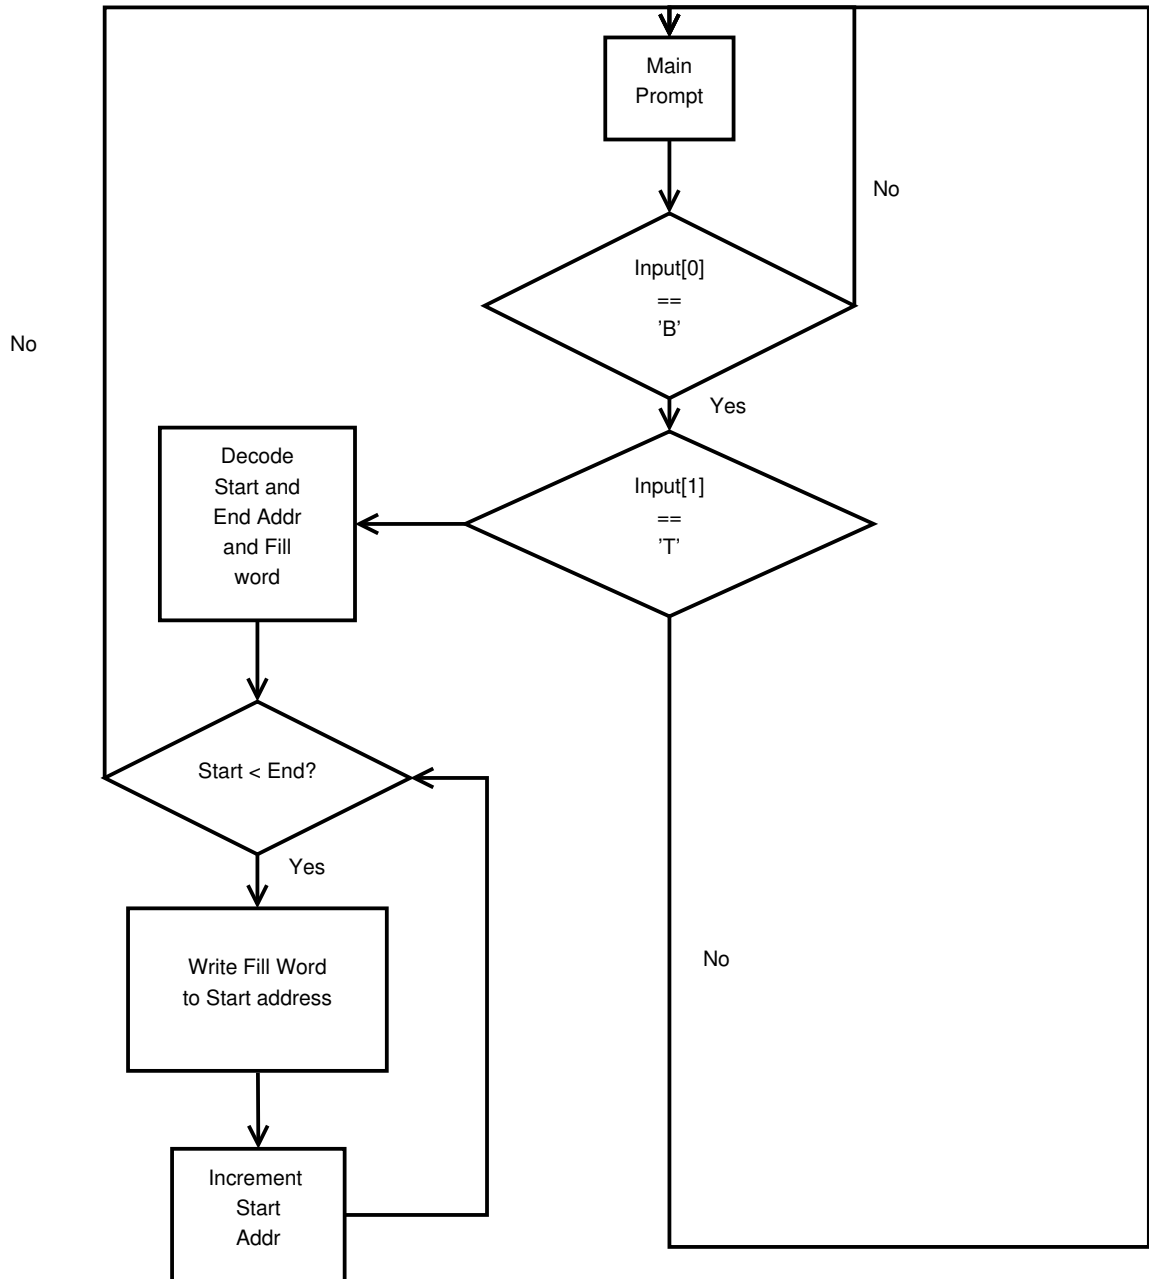 Main
Prompt
No
Input[0]
==
’B’
No
Yes
Decode
Start and
End Addr
and Fill
word
Input[1]
==
’T’
Start < End?
Yes
Write Fill Word
to Start address
No
Increment
Start
Addr